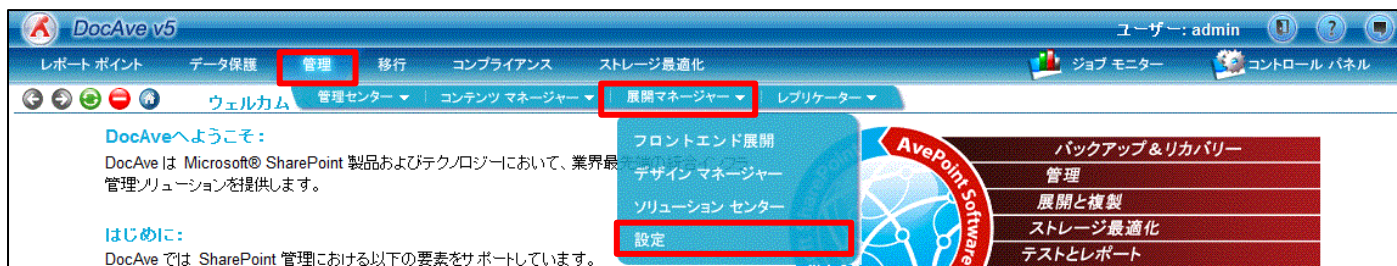 DocAve v5
ユーザー: admin
レポート ポイント データ保護 管理 移行 コンプライアンス ストレージ最適化 ジョブ モニター コントロール パネル
ウェルカム 管理センター コンテンツ マネージャー 展開マネージャー レプリケーター
DocAveへようこそ:
DocAve は Microsoft® SharePoint 製品およびテクノロジーにおいて、業界最
管理ソリューションを提供します。
はじめに:
DocAve では SharePoint 管理における以下の要素をサポートしています。
フロントエンド展開
デザイン マネージャー
ソリューション センター
設定
AvePoint Software
バックアップ&リカバリー
管理
展開と複製
ストレージ最適化
テストとレポート